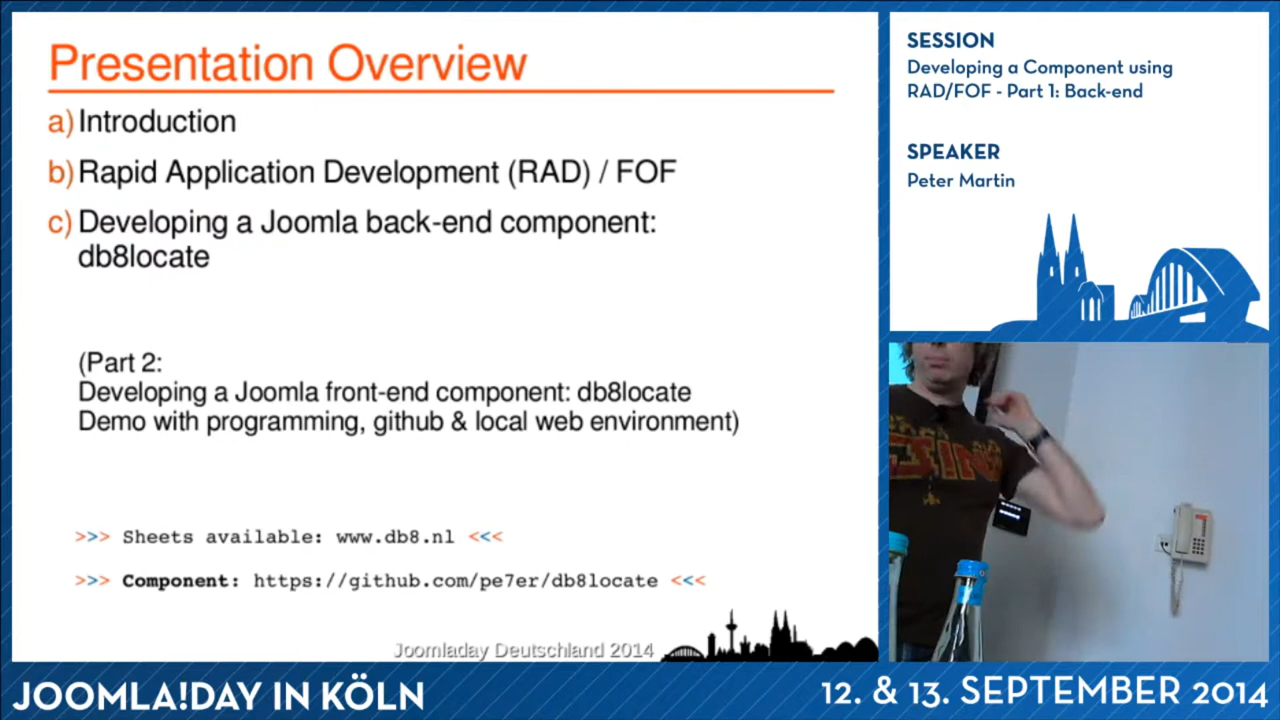 Presentation Overview
a) Introduction
b) Rapid Application Development (RAD) / FOF
c) Developing a Joomla back-end component:
db8locate
(Part 2:
Developing a Joomla front-end component: db8locate
Demo with programming, github & local web environment)
>>> Sheets available: www.db8.nl <<<
>>> Component: https://github.com/pe7er/db8locate <<<
Joomladay Deutschland 2014
SESSION
Developing a Component using
RAD/FOF - Part 1: Back-end
SPEAKER
Peter Martin
JOOMLA!DAY IN KÖLN
12. & 13. SEPTEMBER 2014